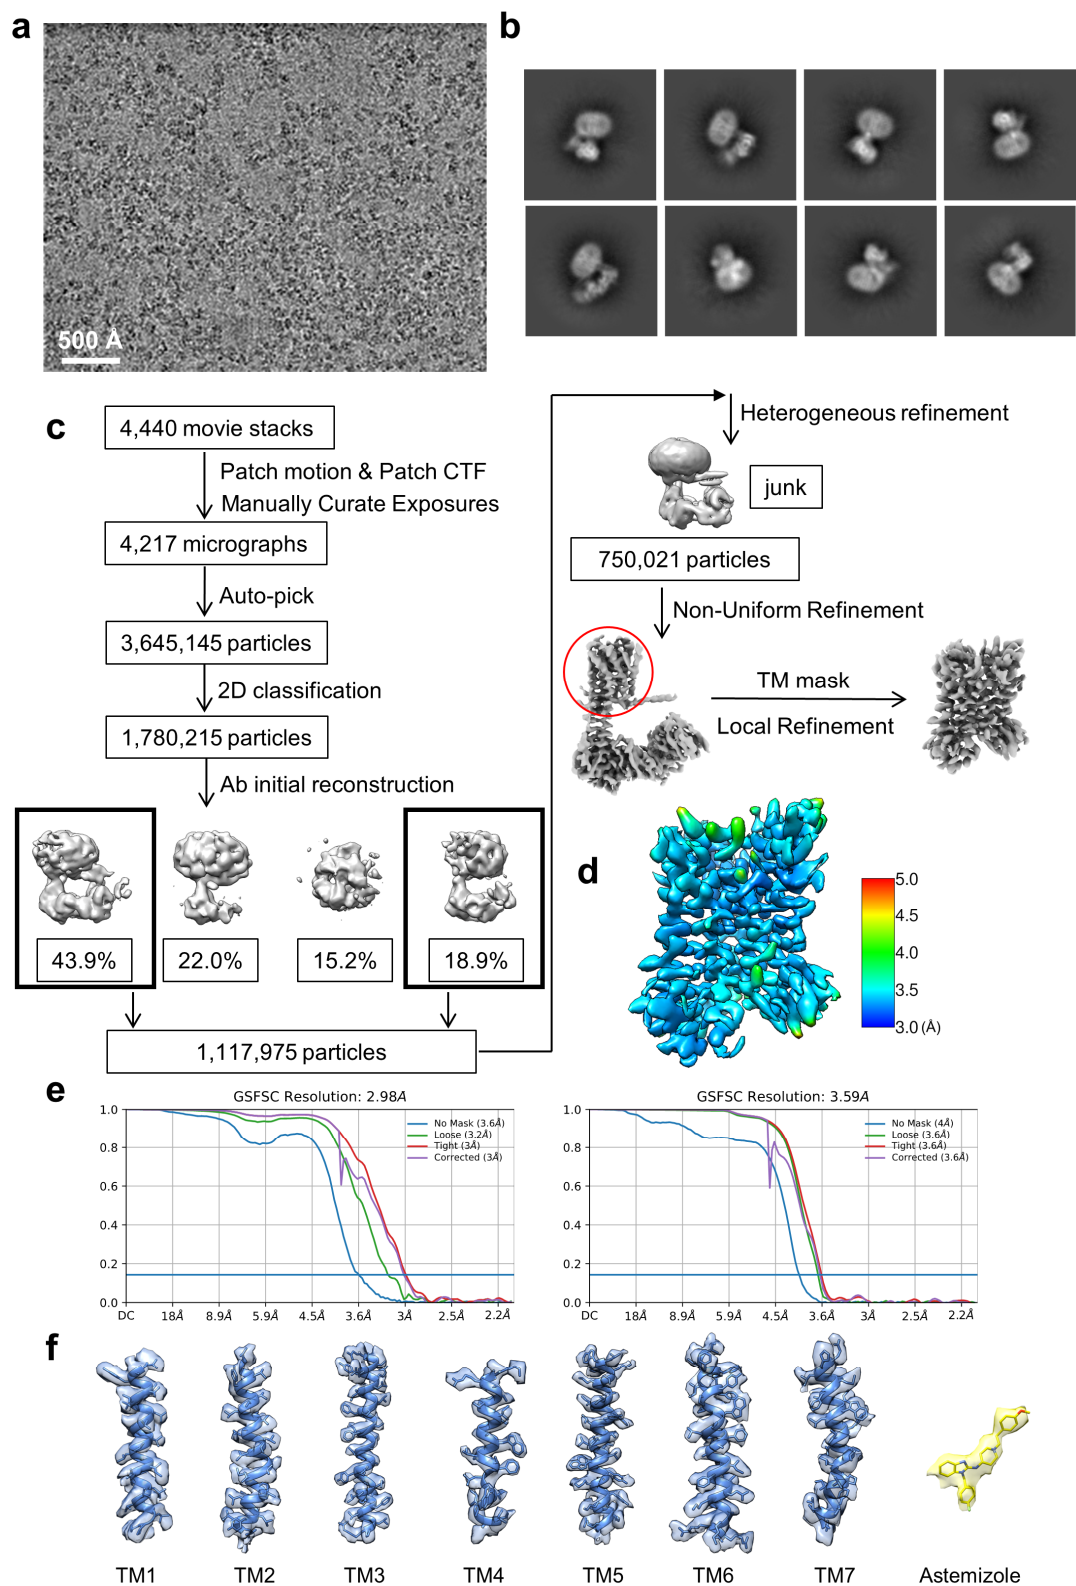 a
b
500 Å
c
4,440 movie stacks
Patch motion & Patch CTF
Manually Curate Exposures
4,217 micrographs
Auto-pick
3,645,145 particles
2D classification
1,780,215 particles
Ab initial reconstruction
43.9%
22.0%
15.2%
18.9%
1,117,975 particles
Heterogeneous refinement
junk
750,021 particles
Non-Uniform Refinement
TM mask
Local Refinement
d
5.0
4.5
4.0
3.5
3.0 (Å)
e
GSFSC Resolution: 2.98A
1.0
0.8
0.6
0.4
0.2
0.0
No Mask (3.6Å)
Loose (3.2Å)
Tight (3Å)
Corrected (3Å)
DC 18Å 8.9Å 5.9Å 4.5Å 3.6Å 3Å 2.5Å 2.2Å
GSFSC Resolution: 3.59A
1.0
0.8
0.6
0.4
0.2
0.0
No Mask (4Å)
Loose (3.6Å)
Tight (3.6Å)
Corrected (3.6Å)
DC 18Å 8.9Å 5.9Å 4.5Å 3.6Å 3Å 2.5Å 2.2Å
f
TM1 TM2 TM3 TM4 TM5 TM6 TM7 Astemizole